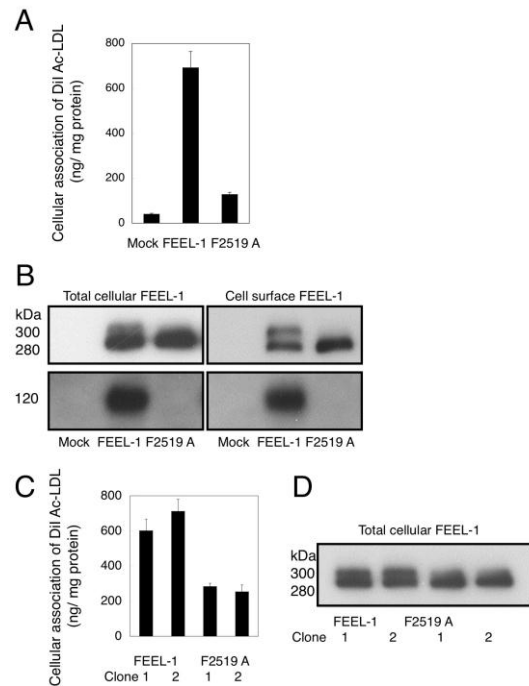 A
Cellular association of DiI Ac-LDL
(ng/ mg protein)
800
600
400
200
0
Mock FEEL-1 F2519 A
B
Total cellular FEEL-1
Cell surface FEEL-1
kDa
300
280
120
Mock FEEL-1 F2519 A
Mock FEEL-1 F2519 A
C
Cellular association of DiI Ac-LDL
(ng/ mg protein)
800
600
400
200
0
FEEL-1 F2519 A
Clone 1 2 1 2
D
Total cellular FEEL-1
kDa
300
280
FEEL-1 F2519 A
Clone 1 2 1 2